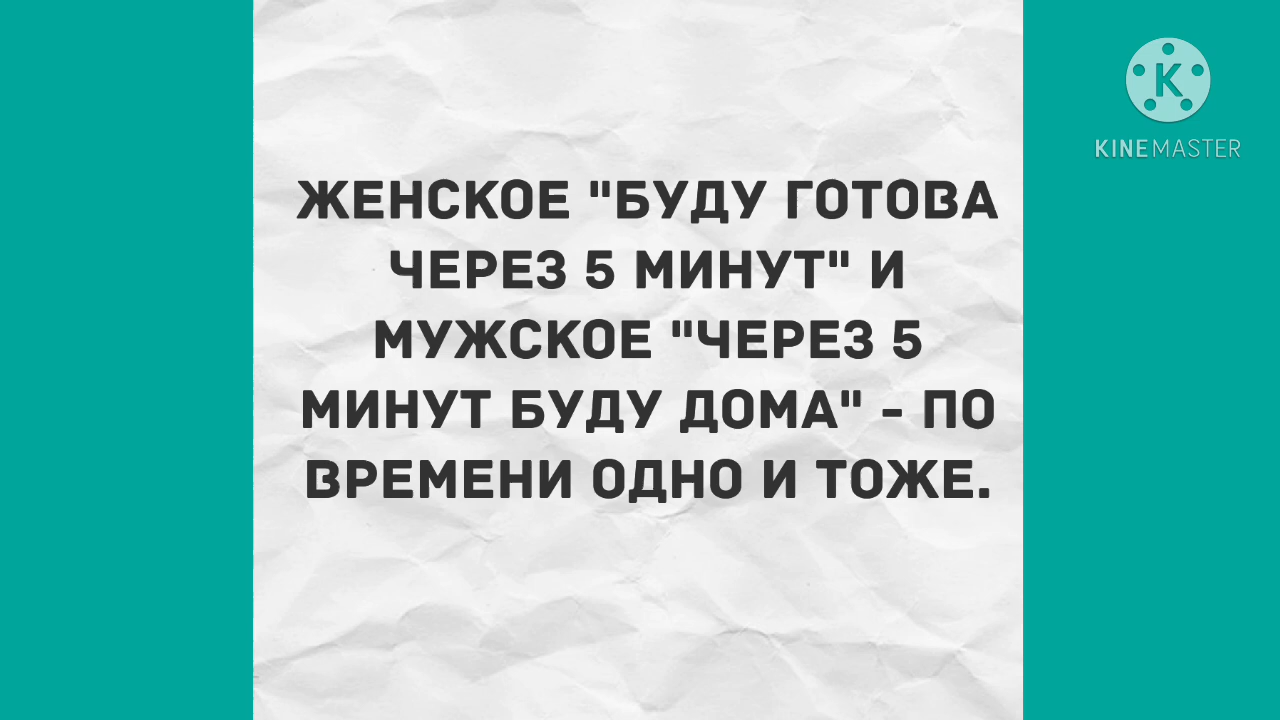 ЖЕНСКОЕ "БУДУ ГОТОВА
ЧЕРЕЗ 5 МИНУТ" И
МУЖСКОЕ "ЧЕРЕЗ 5
МИНУТ БУДУ ДОМА" - ПО
ВРЕМЕНИ ОДНО И ТОЖЕ.
K
KINEMASTER